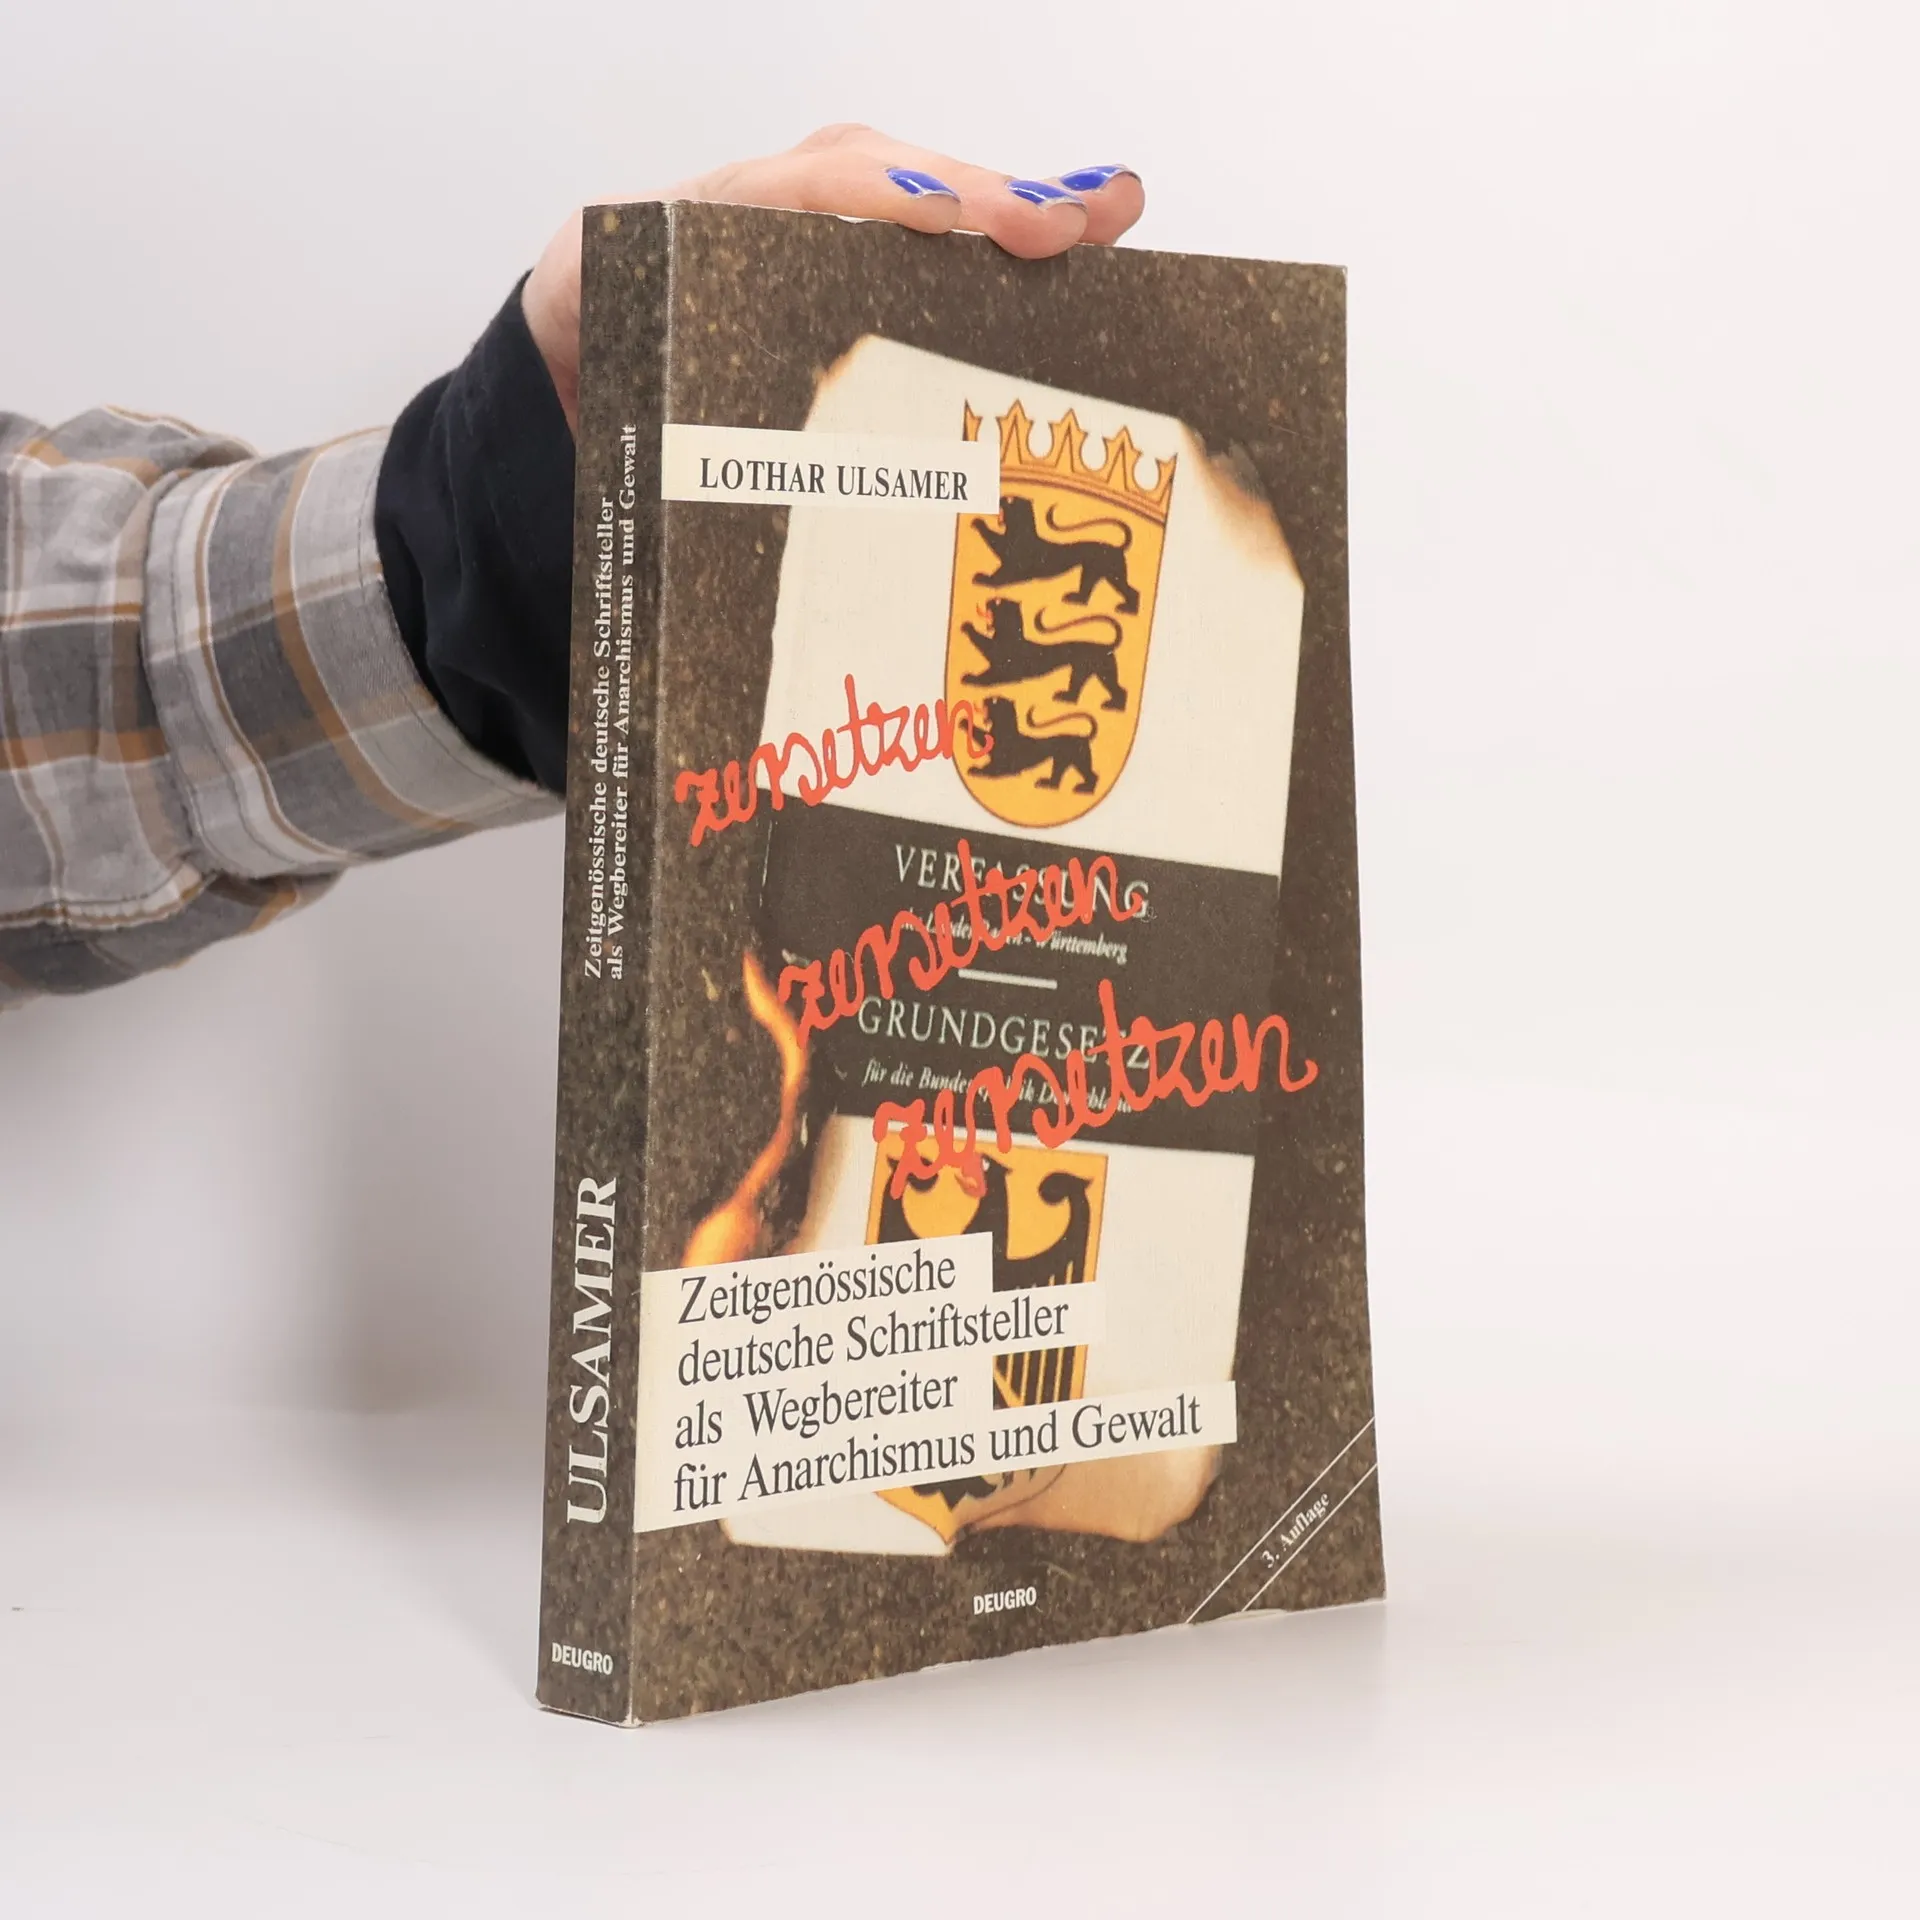 Zeitgenössische deutsche Schriftsteller
als Wegbereiter für Anarchismus und Gewalt
ULSAMER
DEUGRO
LOTHAR ULSAMER
zersetzen
VERFASSUNG
Württemberg
zersetzen
GRUNDGESETZ
für die
zersetzen
Zeitgenössische
deutsche Schriftsteller
als Wegbereiter
für Anarchismus und Gewalt
3. Auflage
DEUGRO